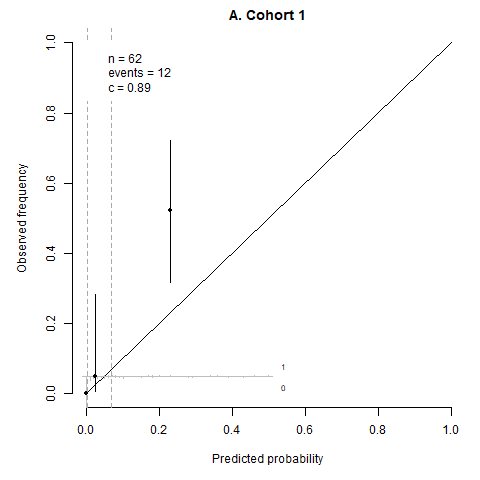 A. Cohort 1
n = 62
events = 12
c = 0.89
Observed frequency
1.0
0.8
0.6
0.4
0.2
0.0
1
0
0.0 0.2 0.4 0.6 0.8 1.0
Predicted probability